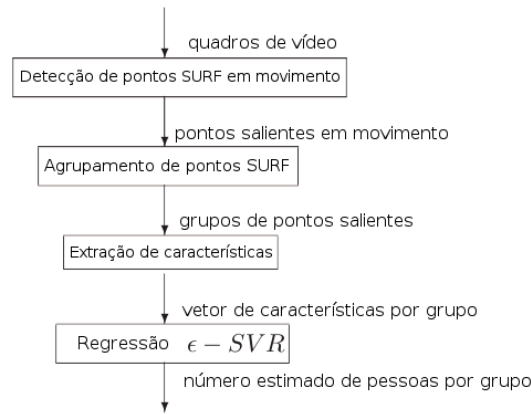 quadros de vídeo
Detecção de pontos SURF em movimento
pontos salientes em movimento
Agrupamento de pontos SURF
grupos de pontos salientes
Extração de características
vetor de características por grupo
Regressão ϵ − SVR
número estimado de pessoas por grupo